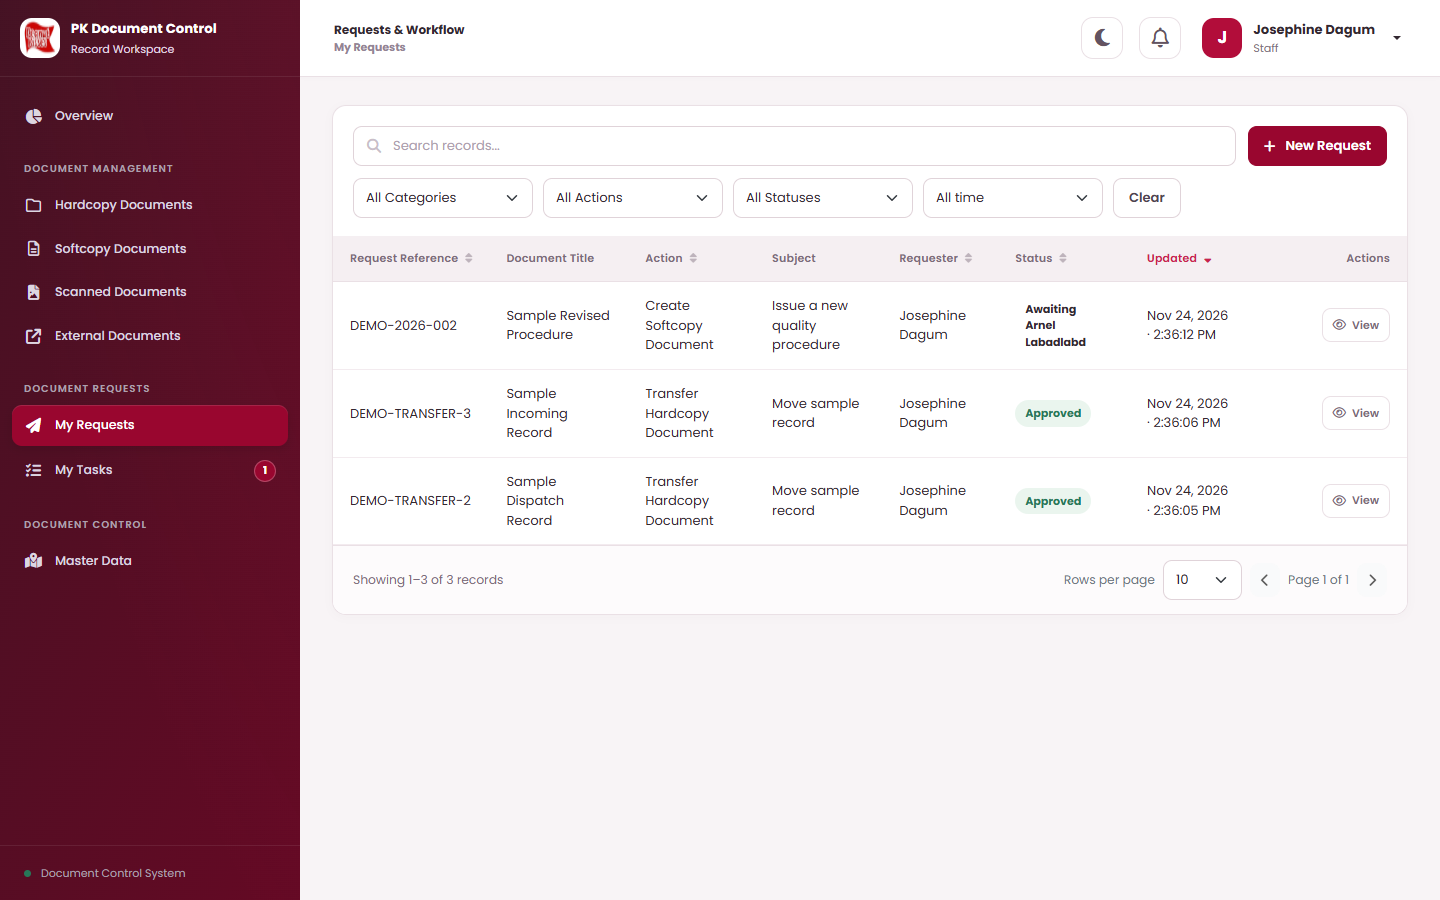 PK Document Control
Record Workspace
Overview
DOCUMENT MANAGEMENT
Hardcopy Documents
Softcopy Documents
Scanned Documents
External Documents
DOCUMENT REQUESTS
My Requests
My Tasks
1
DOCUMENT CONTROL
Master Data
Document Control System
Requests & Workflow
My Requests
J
Josephine Dagum
Staff
Search records...
New Request
All Categories
All Actions
All Statuses
All time
Clear
Request Reference
Document Title
Action
Subject
Requester
Status
Updated
Actions
DEMO-2026-002
Sample Revised
Procedure
Create
Softcopy
Document
Issue a new
quality
procedure
Josephine
Dagum
Awaiting
Arnel
Labadlabd
Nov 24, 2026
· 2:36:12 PM
View
DEMO-TRANSFER-3
Sample
Incoming
Record
Transfer
Hardcopy
Document
Move sample
record
Josephine
Dagum
Approved
Nov 24, 2026
· 2:36:06 PM
View
DEMO-TRANSFER-2
Sample
Dispatch
Record
Transfer
Hardcopy
Document
Move sample
record
Josephine
Dagum
Approved
Nov 24, 2026
· 2:36:05 PM
View
Showing 1–3 of 3 records
Rows per page
10
Page 1 of 1